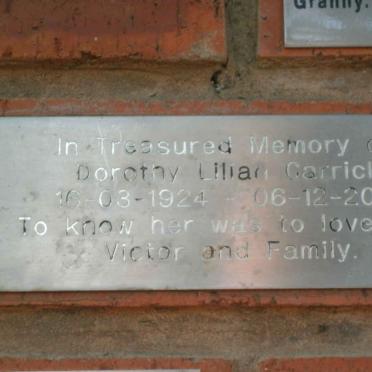 Granny.
In Treasured Memory o
Dorothy Lilian Carric
16-03-1924 - 06-12-20
To know her was to love
Victor and Family.